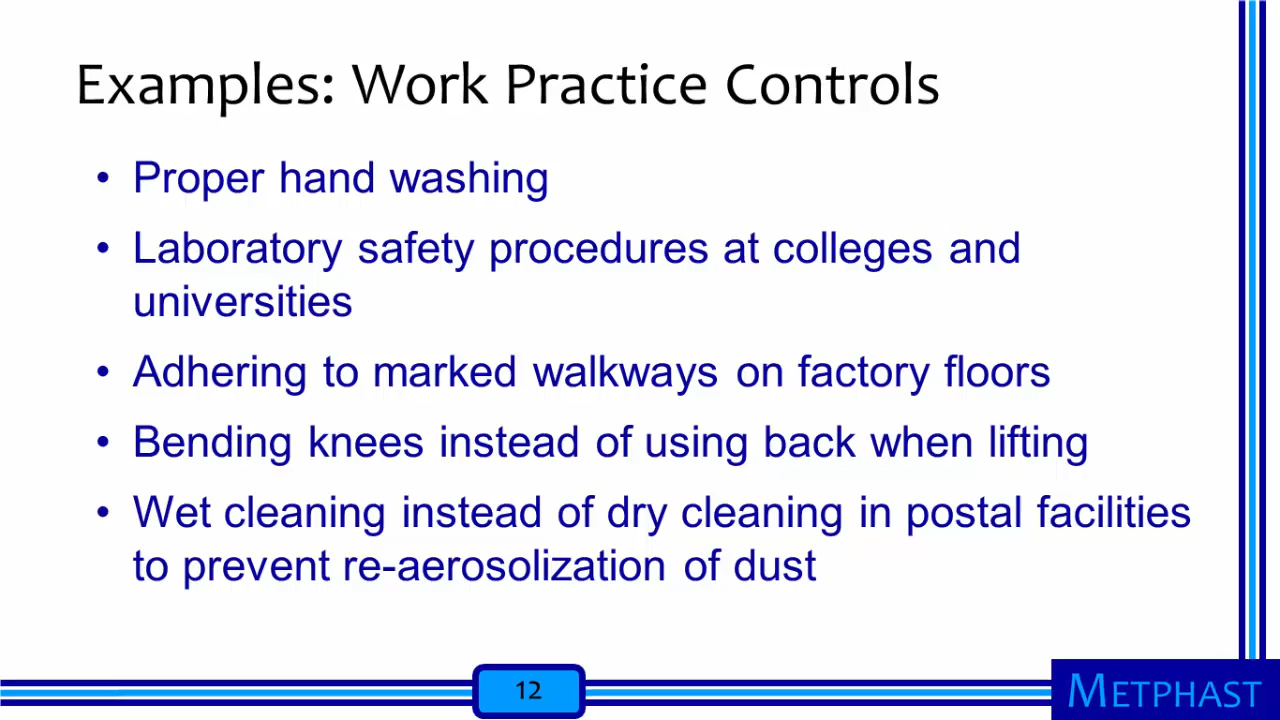 Examples: Work Practice Controls
• Proper hand washing
• Laboratory safety procedures at colleges and
universities
• Adhering to marked walkways on factory floors
• Bending knees instead of using back when lifting
• Wet cleaning instead of dry cleaning in postal facilities
to prevent re-aerosolization of dust
12
METPHAST